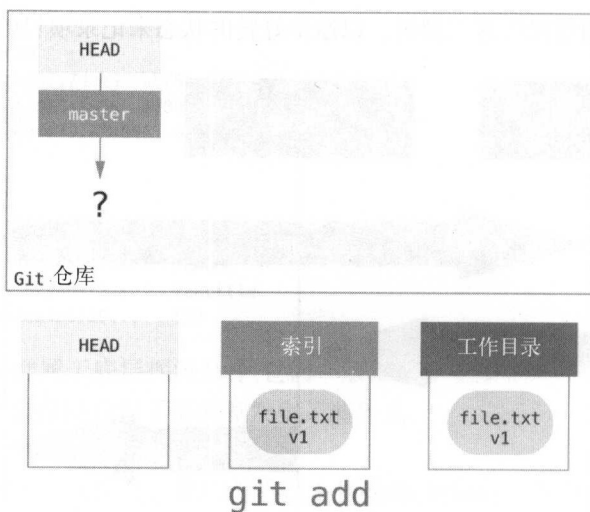 HEAD
master
?
Git 仓库
HEAD
索引
工作目录
file.txt
v1
file.txt
v1
git add